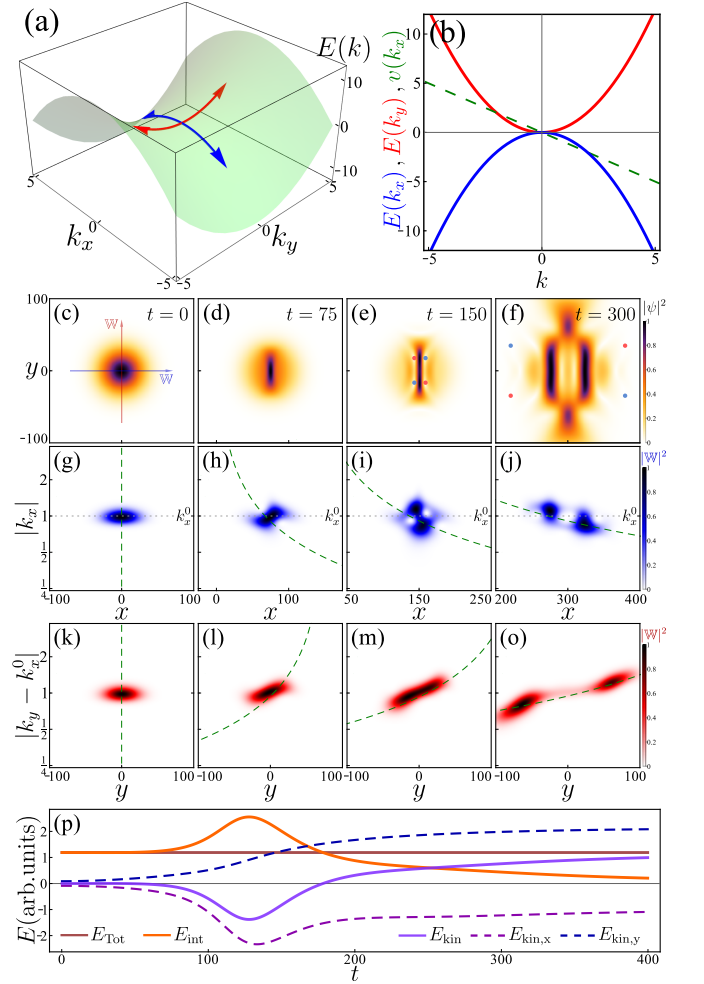 (a)
E(k)
10
0
-10
5
0
-5
-5
0
5
k_x
k_y
(b)
E(k_x) , E(k_y) , v(k_x)
10
5
0
-5
-10
-5
0
5
k
(c)
t = 0
𝕎
𝕎
(d)
t = 75
(e)
t = 150
(f)
t = 300
|ψ|²
1
0.8
0.6
0.4
0.2
0
y
100
0
-100
(g)
(h)
(i)
(j)
k_x^0
k_x^0
k_x^0
k_x^0
|𝕎|²
1
0.8
0.6
0.4
0.2
0
|k_x|
2
1
1/2
1/4
-100
0
100
x
0
100
x
50
150
250
x
200
300
400
x
(k)
(l)
(m)
(o)
|𝕎|²
1
0.8
0.6
0.4
0.2
0
|k_y − k_x^0|
2
1
1/2
1/4
-100
0
100
y
-100
0
100
y
-100
0
100
y
-100
0
100
y
(p)
E(arb.units)
2
1
0
-1
-2
E_Tot
E_int
E_kin
E_kin,x
E_kin,y
0
100
200
300
400
t